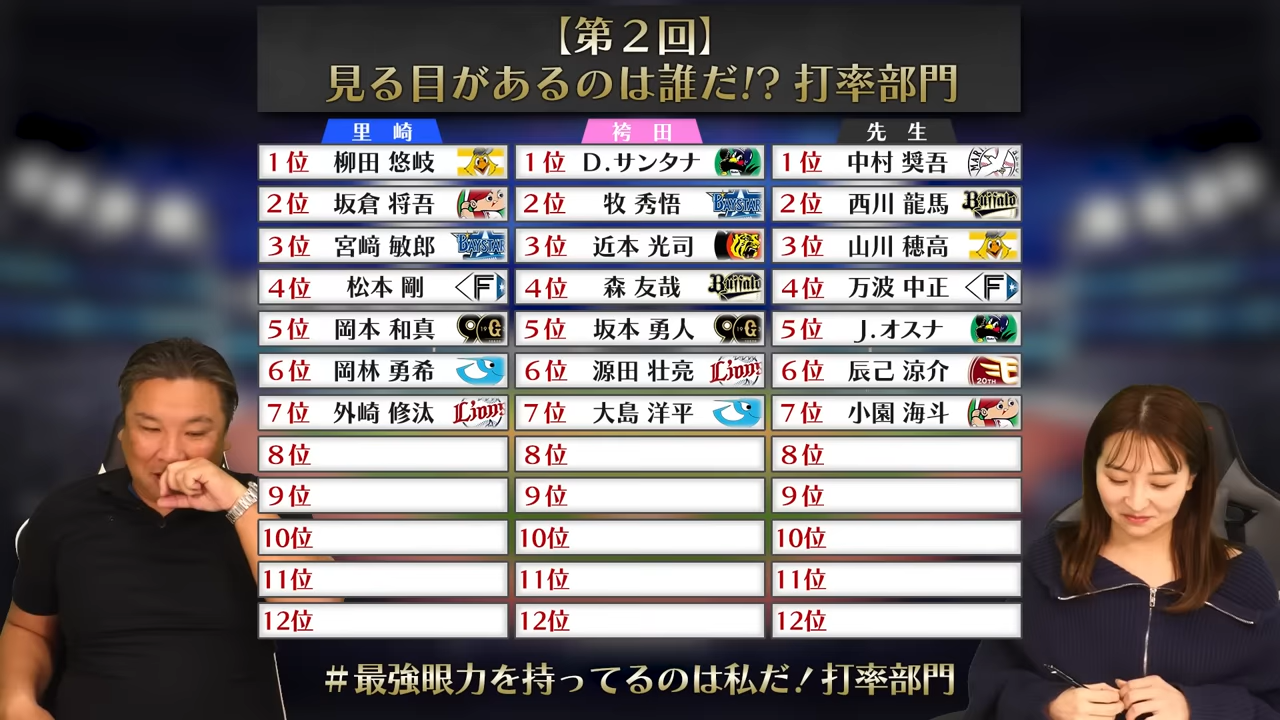 【第２回】
見る目があるのは誰だ!? 打率部門
里崎
袴田
先生
1位 柳田 悠岐
1位 D.サンタナ
1位 中村 奨吾
2位 坂倉 将吾
2位 牧 秀悟 BAYSTARS
2位 西川 龍馬 Buffaloes
3位 宮﨑 敏郎 BAYSTARS
3位 近本 光司
3位 山川 穂高
4位 松本 剛 F
4位 森 友哉 Buffaloes
4位 万波 中正 F
5位 岡本 和真
5位 坂本 勇人
5位 J.オスナ
6位 岡林 勇希
6位 源田 壮亮 Lions
6位 辰己 涼介 E 20TH
7位 外崎 修汰 Lions
7位 大島 洋平
7位 小園 海斗
8位
8位
8位
9位
9位
9位
10位
10位
10位
11位
11位
11位
12位
12位
12位
＃最強眼力を持ってるのは私だ！打率部門